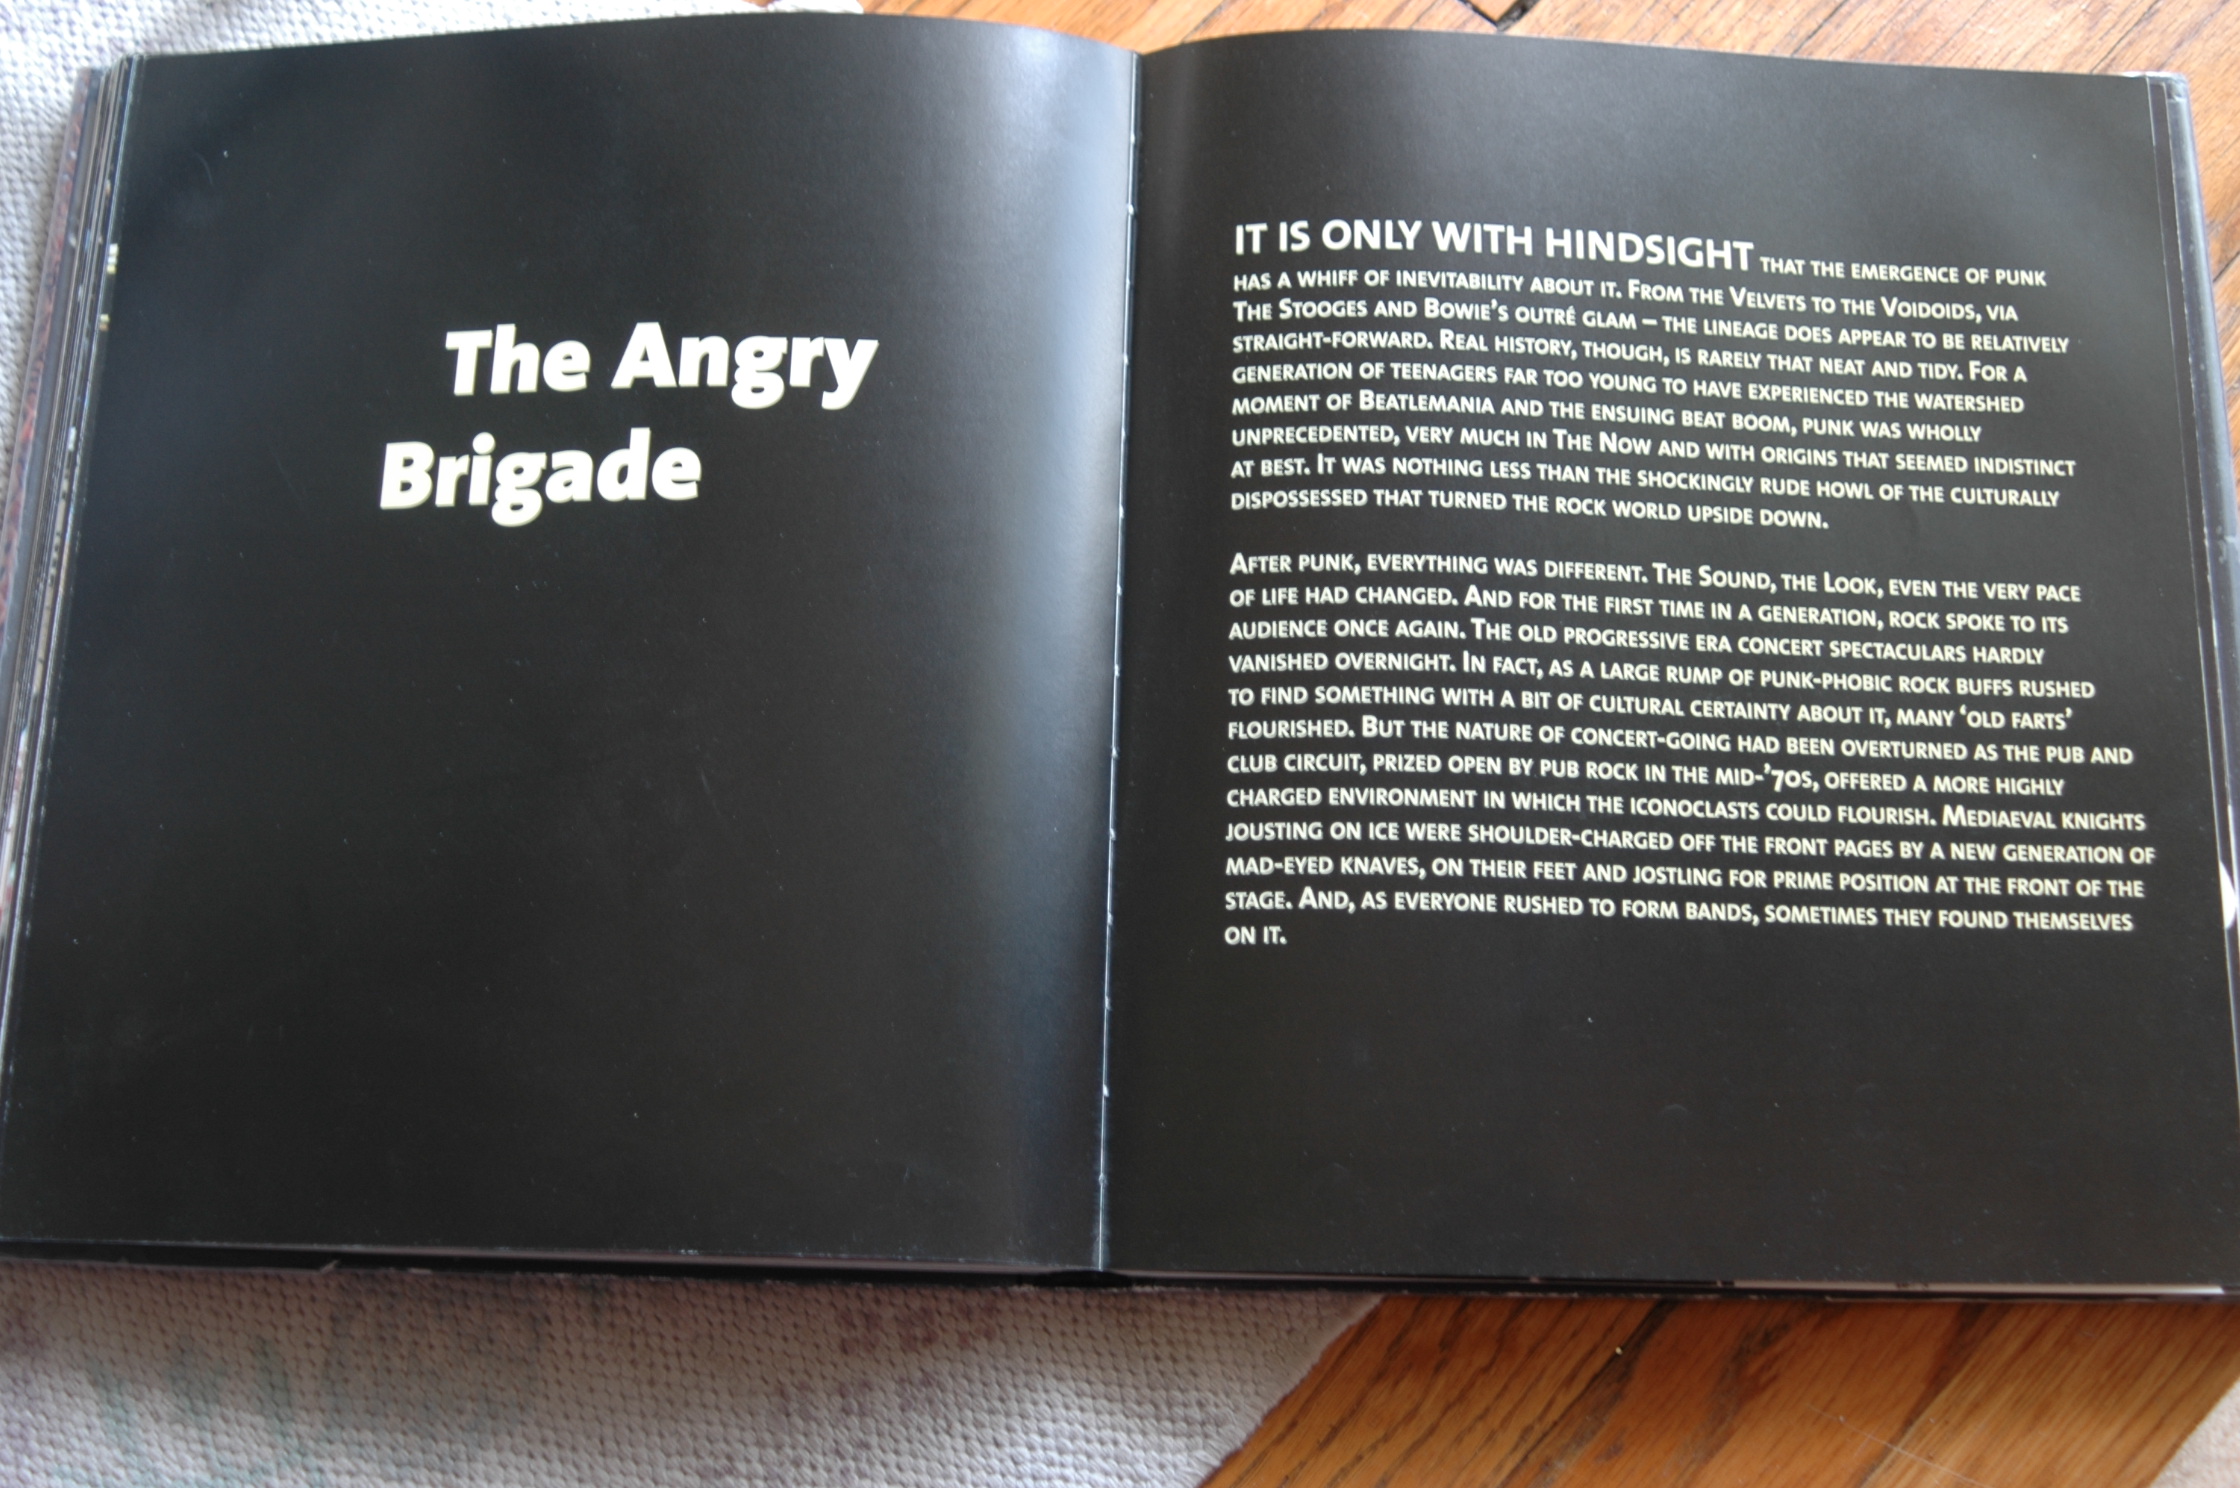 The Angry
Brigade
IT IS ONLY WITH HINDSIGHT THAT THE EMERGENCE OF PUNK
HAS A WHIFF OF INEVITABILITY ABOUT IT. FROM THE VELVETS TO THE VOIDOIDS, VIA
THE STOOGES AND BOWIE'S OUTRÉ GLAM – THE LINEAGE DOES APPEAR TO BE RELATIVELY
STRAIGHT-FORWARD. REAL HISTORY, THOUGH, IS RARELY THAT NEAT AND TIDY. FOR A
GENERATION OF TEENAGERS FAR TOO YOUNG TO HAVE EXPERIENCED THE WATERSHED
MOMENT OF BEATLEMANIA AND THE ENSUING BEAT BOOM, PUNK WAS WHOLLY
UNPRECEDENTED, VERY MUCH IN THE NOW AND WITH ORIGINS THAT SEEMED INDISTINCT
AT BEST. IT WAS NOTHING LESS THAN THE SHOCKINGLY RUDE HOWL OF THE CULTURALLY
DISPOSSESSED THAT TURNED THE ROCK WORLD UPSIDE DOWN.
AFTER PUNK, EVERYTHING WAS DIFFERENT. THE SOUND, THE LOOK, EVEN THE VERY PACE
OF LIFE HAD CHANGED. AND FOR THE FIRST TIME IN A GENERATION, ROCK SPOKE TO ITS
AUDIENCE ONCE AGAIN. THE OLD PROGRESSIVE ERA CONCERT SPECTACULARS HARDLY
VANISHED OVERNIGHT. IN FACT, AS A LARGE RUMP OF PUNK-PHOBIC ROCK BUFFS RUSHED
TO FIND SOMETHING WITH A BIT OF CULTURAL CERTAINTY ABOUT IT, MANY 'OLD FARTS'
FLOURISHED. BUT THE NATURE OF CONCERT-GOING HAD BEEN OVERTURNED AS THE PUB AND
CLUB CIRCUIT, PRIZED OPEN BY PUB ROCK IN THE MID-'70S, OFFERED A MORE HIGHLY
CHARGED ENVIRONMENT IN WHICH THE ICONOCLASTS COULD FLOURISH. MEDIAEVAL KNIGHTS
JOUSTING ON ICE WERE SHOULDER-CHARGED OFF THE FRONT PAGES BY A NEW GENERATION OF
MAD-EYED KNAVES, ON THEIR FEET AND JOSTLING FOR PRIME POSITION AT THE FRONT OF THE
STAGE. AND, AS EVERYONE RUSHED TO FORM BANDS, SOMETIMES THEY FOUND THEMSELVES
ON IT.